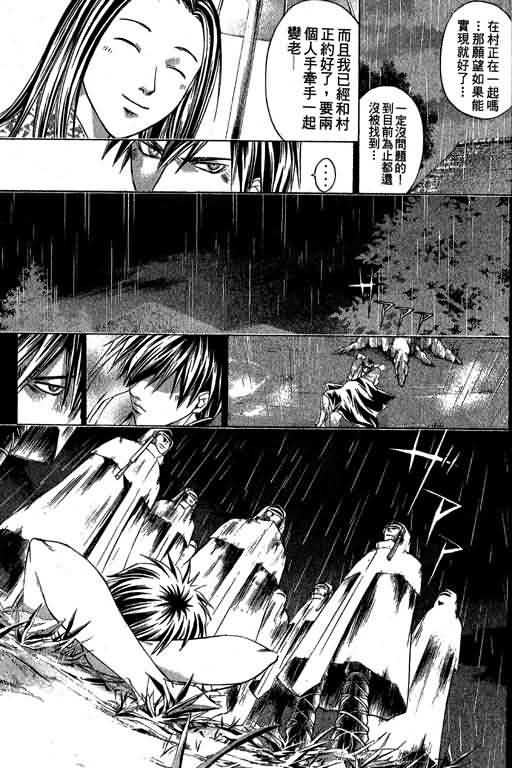 在村正在一起嗎
…那願望如果能
實現就好了…
一定沒問題的!
到目前為止都還
沒被找到…
而且我已經和村
正約好了，要兩
個人手牽手一起
變老—
……